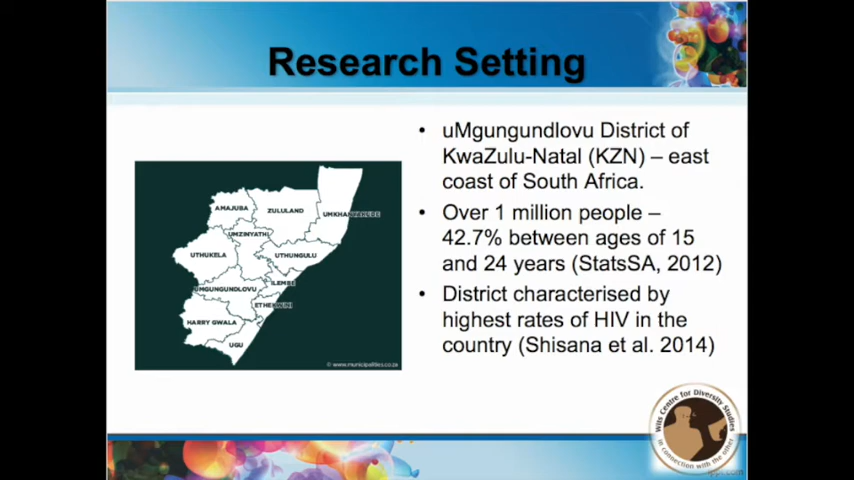 Research Setting
• uMgungundlovu District of
KwaZulu-Natal (KZN) – east
coast of South Africa.
• Over 1 million people –
42.7% between ages of 15
and 24 years (StatsSA, 2012)
• District characterised by
highest rates of HIV in the
country (Shisana et al. 2014)
AMAJUBA
ZULULAND
UMKHANYAKUDE
UMZINYATHI
UTHUKELA
UTHUNGULU
ILEMBE
UMGUNGUNDLOVU
ETHEKWINI
HARRY GWALA
UGU
© www.municipalities.co.za
Wits Centre for Diversity Studies
in connection with the other